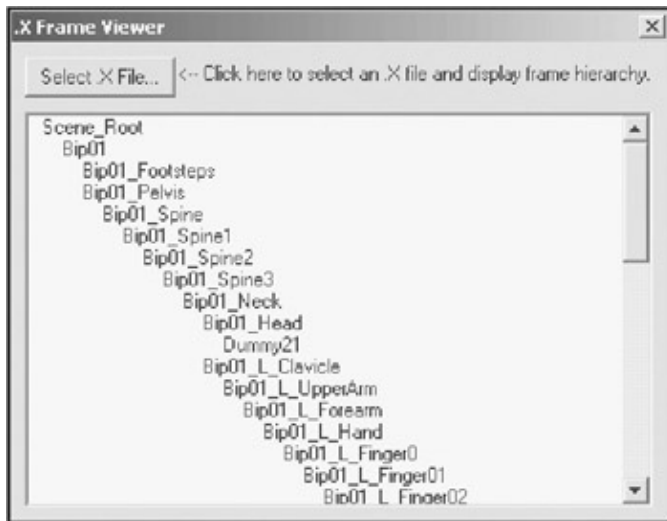 .X Frame Viewer
Select .X File... <-- Click here to select an .X file and display frame hierarchy.
Scene_Root
Bip01
Bip01_Footsteps
Bip01_Pelvis
Bip01_Spine
Bip01_Spine1
Bip01_Spine2
Bip01_Spine3
Bip01_Neck
Bip01_Head
Dummy21
Bip01_L_Clavicle
Bip01_L_UpperArm
Bip01_L_Forearm
Bip01_L_Hand
Bip01_L_Finger0
Bip01_L_Finger01
Bip01_L_Finger02